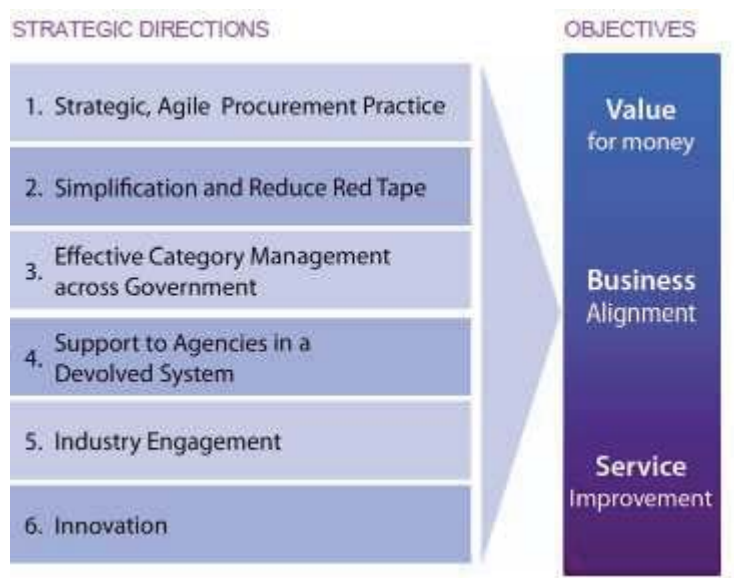 STRATEGIC DIRECTIONS
1. Strategic, Agile Procurement Practice
2. Simplification and Reduce Red Tape
3. Effective Category Management
across Government
4. Support to Agencies in a
Devolved System
5. Industry Engagement
6. Innovation
OBJECTIVES
Value
for money
Business
Alignment
Service
Improvement